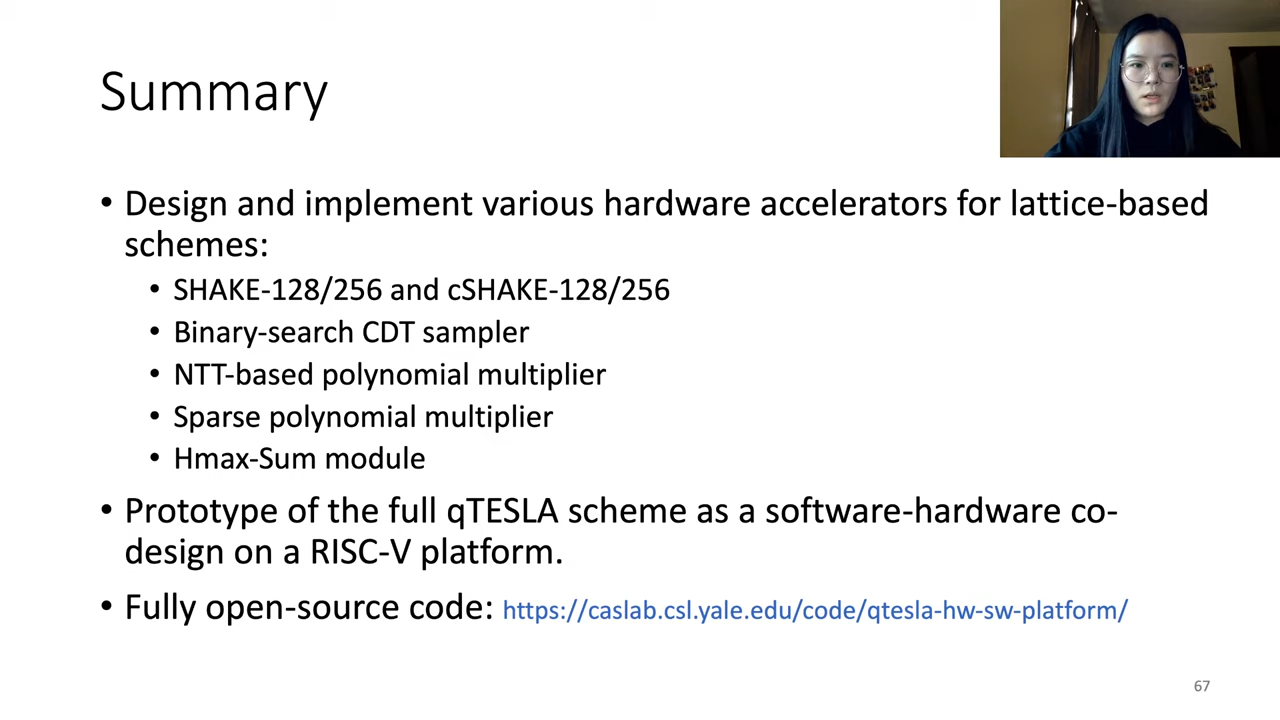 Summary
• Design and implement various hardware accelerators for lattice-based
schemes:
• SHAKE-128/256 and cSHAKE-128/256
• Binary-search CDT sampler
• NTT-based polynomial multiplier
• Sparse polynomial multiplier
• Hmax-Sum module
• Prototype of the full qTESLA scheme as a software-hardware co-
design on a RISC-V platform.
• Fully open-source code: https://caslab.csl.yale.edu/code/qtesla-hw-sw-platform/
67